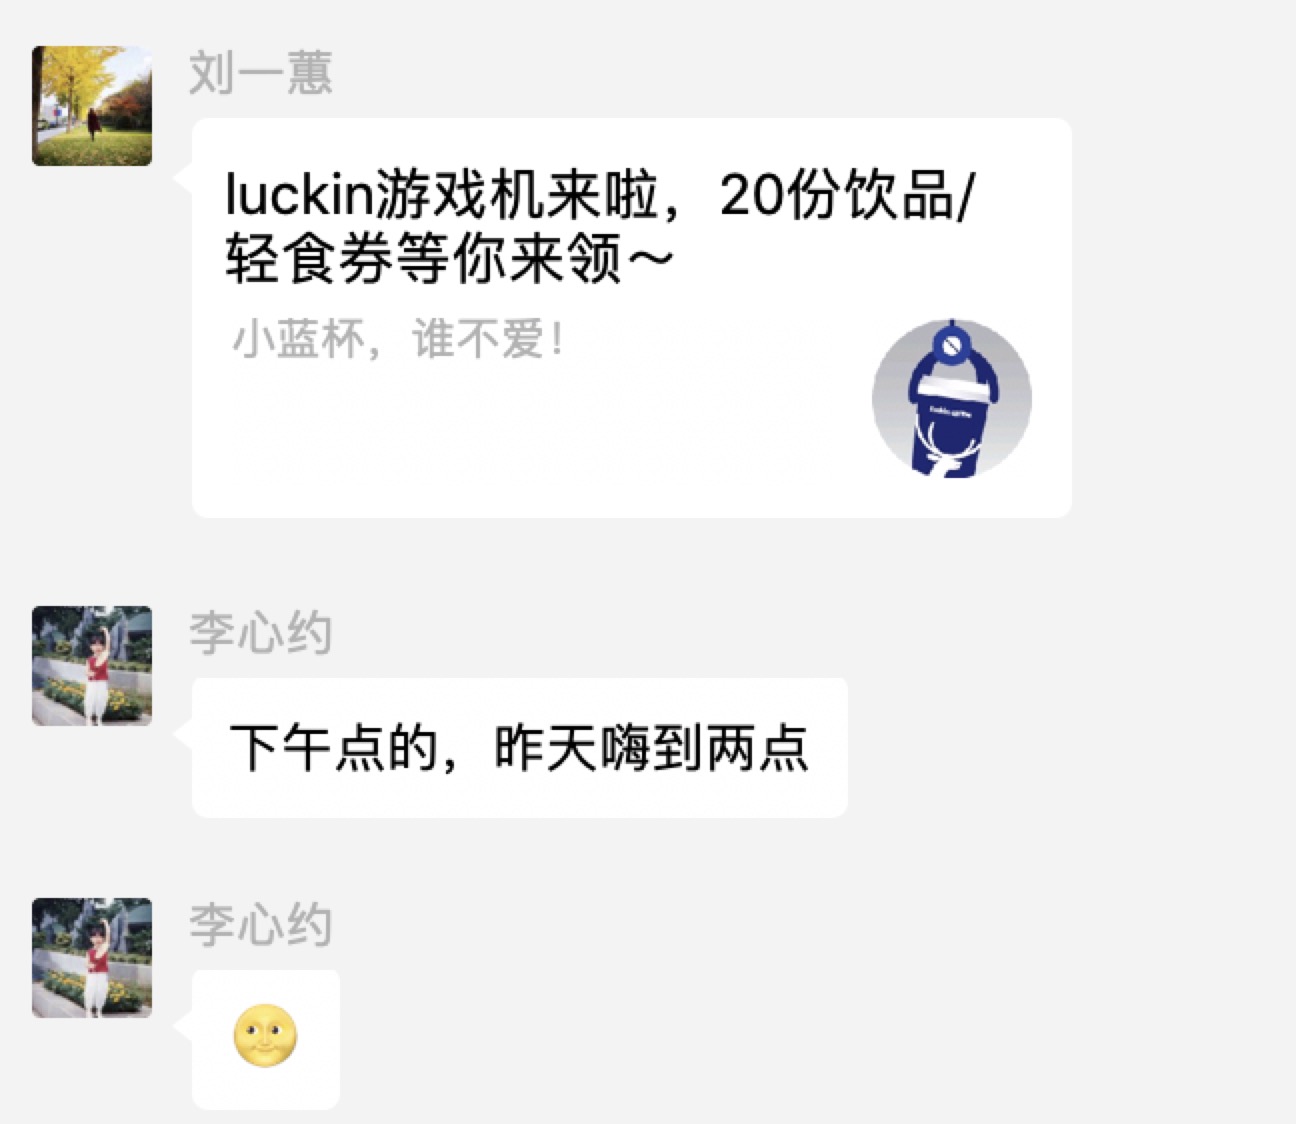 刘一蕙
luckin游戏机来啦，20份饮品/
轻食券等你来领～
小蓝杯，谁不爱！
李心约
下午点的，昨天嗨到两点
李心约